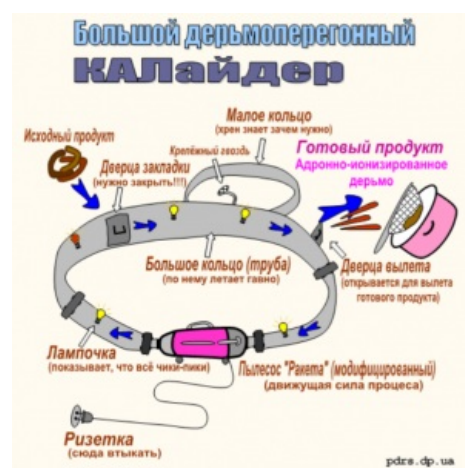 Большой дерьмоперегонный
КАЛайдер
Малое кольцо
(хрен знает зачем нужно)
Исходный продукт
Крепёжный гвоздь
Готовый продукт
Адронно-ионизированное
дерьмо
Дверца закладки
(нужно закрыть!!!)
Большое кольцо (труба)
(по нему летает гавно)
Дверца вылета
(открывается для вылета
готового продукта)
Лампочка
(показывает, что всё чики-пики)
Пылесос "Ракета" (модифицированный)
(движущая сила процеса)
Ризетка
(сюда втыкать)
pdrs.dp.ua